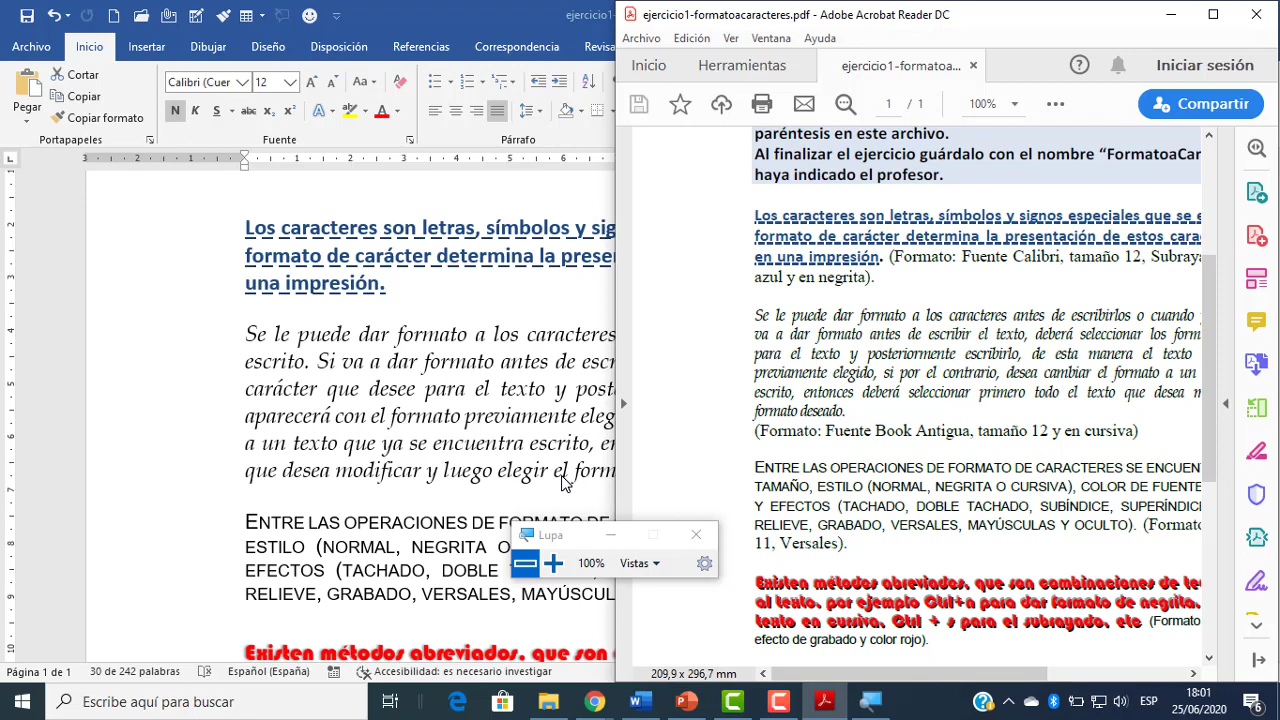 ejercici
Archivo Inicio Insertar Dibujar Diseño Disposición Referencias Correspondencia Revisa
Pegar
Cortar
Copiar
Copiar formato
Portapapeles
Calibri (Cuer 12
N K S abc x₂ x²
Fuente
Párrafo
3 2 1 1 2 3 4 5 6
Los caracteres son letras, símbolos y sig
formato de carácter determina la prese
una impresión.
Se le puede dar formato a los caracteres
escrito. Si va a dar formato antes de escr
carácter que desee para el texto y post
aparecerá con el formato previamente eleg
a un texto que ya se encuentra escrito, en
que desea modificar y luego elegir el form
ENTRE LAS OPERACIONES DE FORMATO DE
ESTILO (NORMAL, NEGRITA O
EFECTOS (TACHADO, DOBLE
RELIEVE, GRABADO, VERSALES, MAYÚSCUL
Existen métodos abreviados, que son
Página 1 de 1 30 de 242 palabras Español (España) Accesibilidad: es necesario investigar
Lupa
100% Vistas
ejercicio1-formatoacaracteres.pdf - Adobe Acrobat Reader DC
Archivo Edición Ver Ventana Ayuda
Inicio Herramientas ejercicio1-formatoa... Iniciar sesión
1 / 1 100% Compartir
paréntesis en este archivo.
Al finalizar el ejercicio guárdalo con el nombre “FormatoaCar
haya indicado el profesor.
Los caracteres son letras, símbolos y signos especiales que se e
formato de carácter determina la presentación de estos carac
en una impresión. (Formato: Fuente Calibri, tamaño 12, Subraya
azul y en negrita).
Se le puede dar formato a los caracteres antes de escribirlos o cuando
va a dar formato antes de escribir el texto, deberá seleccionar los form
para el texto y posteriormente escribirlo, de esta manera el texto
previamente elegido, si por el contrario, desea cambiar el formato a un
escrito, entonces deberá seleccionar primero todo el texto que desea m
formato deseado.
(Formato: Fuente Book Antigua, tamaño 12 y en cursiva)
ENTRE LAS OPERACIONES DE FORMATO DE CARACTERES SE ENCUENT
TAMAÑO, ESTILO (NORMAL, NEGRITA O CURSIVA), COLOR DE FUENTE
Y EFECTOS (TACHADO, DOBLE TACHADO, SUBÍNDICE, SUPERÍNDIC
RELIEVE, GRABADO, VERSALES, MAYÚSCULAS Y OCULTO). (Formato
11, Versales).
Existen métodos abreviados, que son combinaciones de te
al texto, por ejemplo Ctrl+n para dar formato de negrita,
texto en cursiva, Ctrl + s para el subrayado, etc (Formato
efecto de grabado y color rojo).
209,9 x 296,7 mm
Escribe aquí para buscar
ESP
18:01
25/06/2020
6